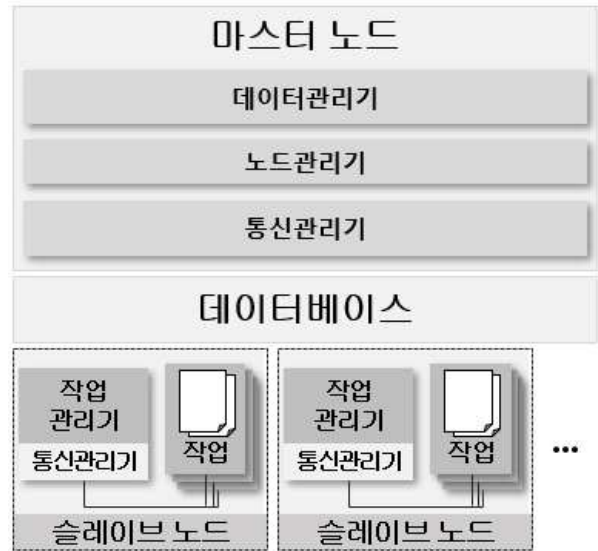 마스터 노드
데이터관리기
노드관리기
통신관리기
데이터베이스
작업
관리기
통신관리기
작업
슬레이브 노드
작업
관리기
통신관리기
작업
슬레이브 노드
...